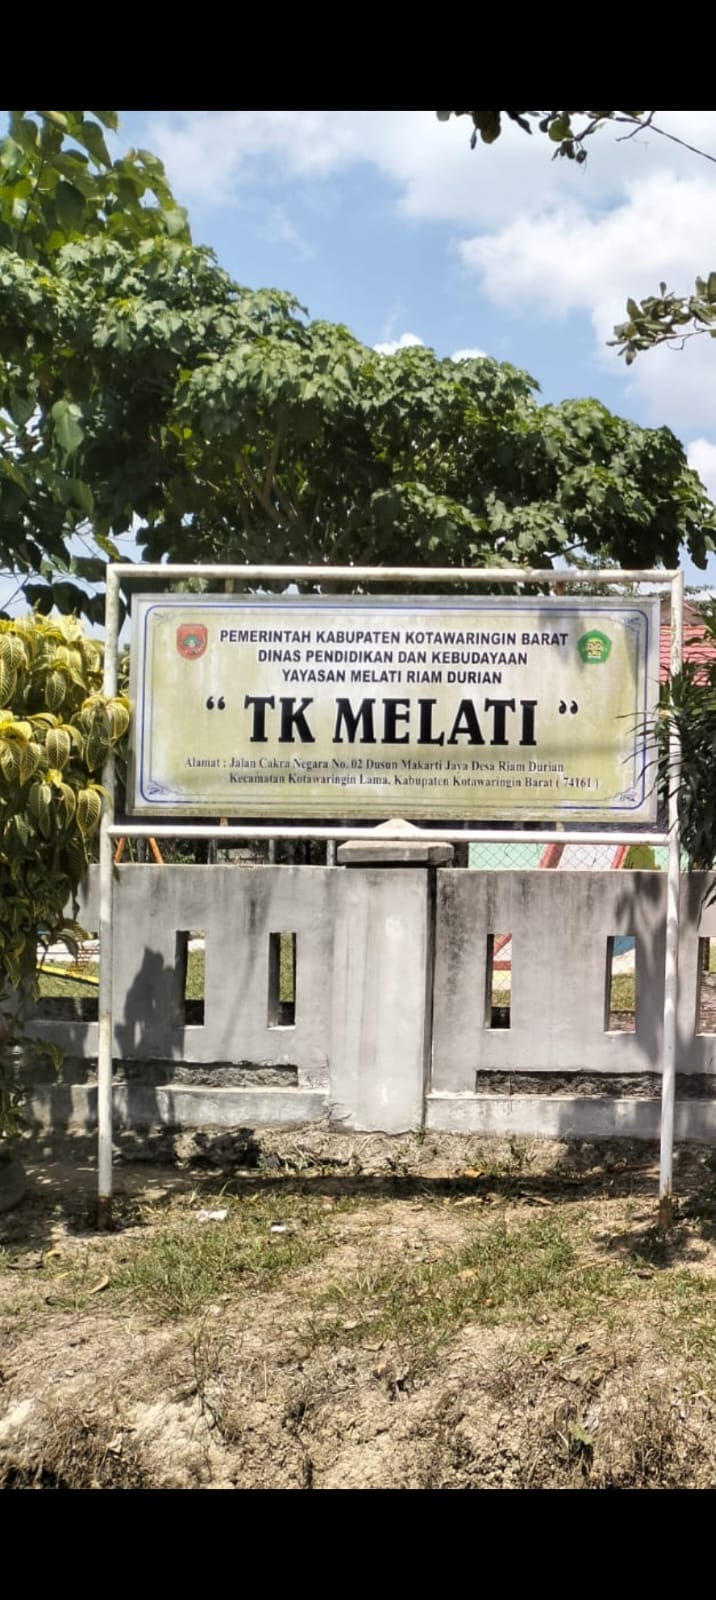 PEMERINTAH KABUPATEN KOTAWARINGIN BARAT
DINAS PENDIDIKAN DAN KEBUDAYAAN
YAYASAN MELATI RIAM DURIAN
“ TK MELATI ”
Alamat : Jalan Cakra Negara No. 02 Dusun Makarti Jaya Desa Riam Durian
Kecamatan Kotawaringin Lama, Kabupaten Kotawaringin Barat ( 74161 )